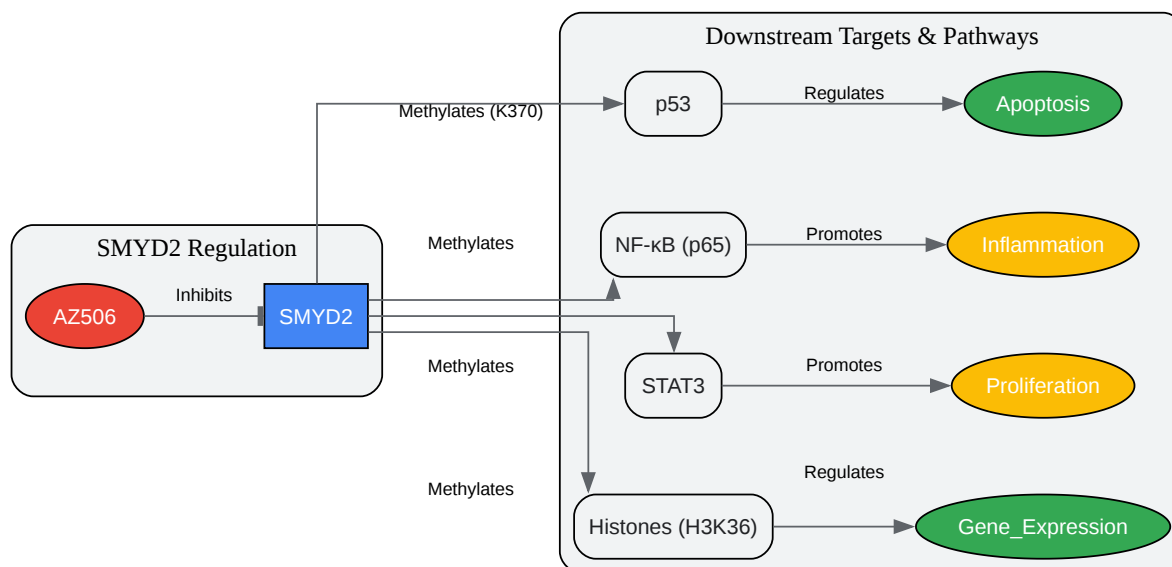 Downstream Targets & Pathways
Methylates (K370)
p53
Regulates
Apoptosis
SMYD2 Regulation
Methylates
NF-κB (p65)
Promotes
Inflammation
AZ506
Inhibits
SMYD2
Methylates
STAT3
Promotes
Proliferation
Methylates
Histones (H3K36)
Regulates
Gene_Expression